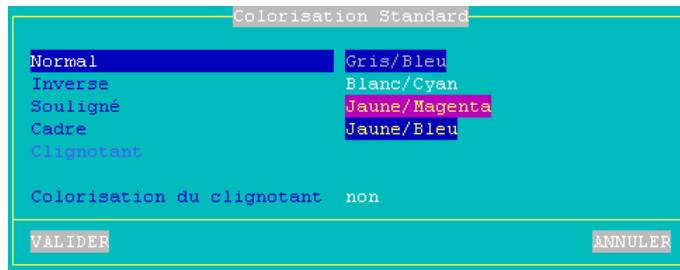 Colorisation Standard
Normal Gris/Bleu
Inverse Blanc/Cyan
Souligné Jaune/Magenta
Cadre Jaune/Bleu
Clignotant
Colorisation du clignotant non
VALIDER ANNULER